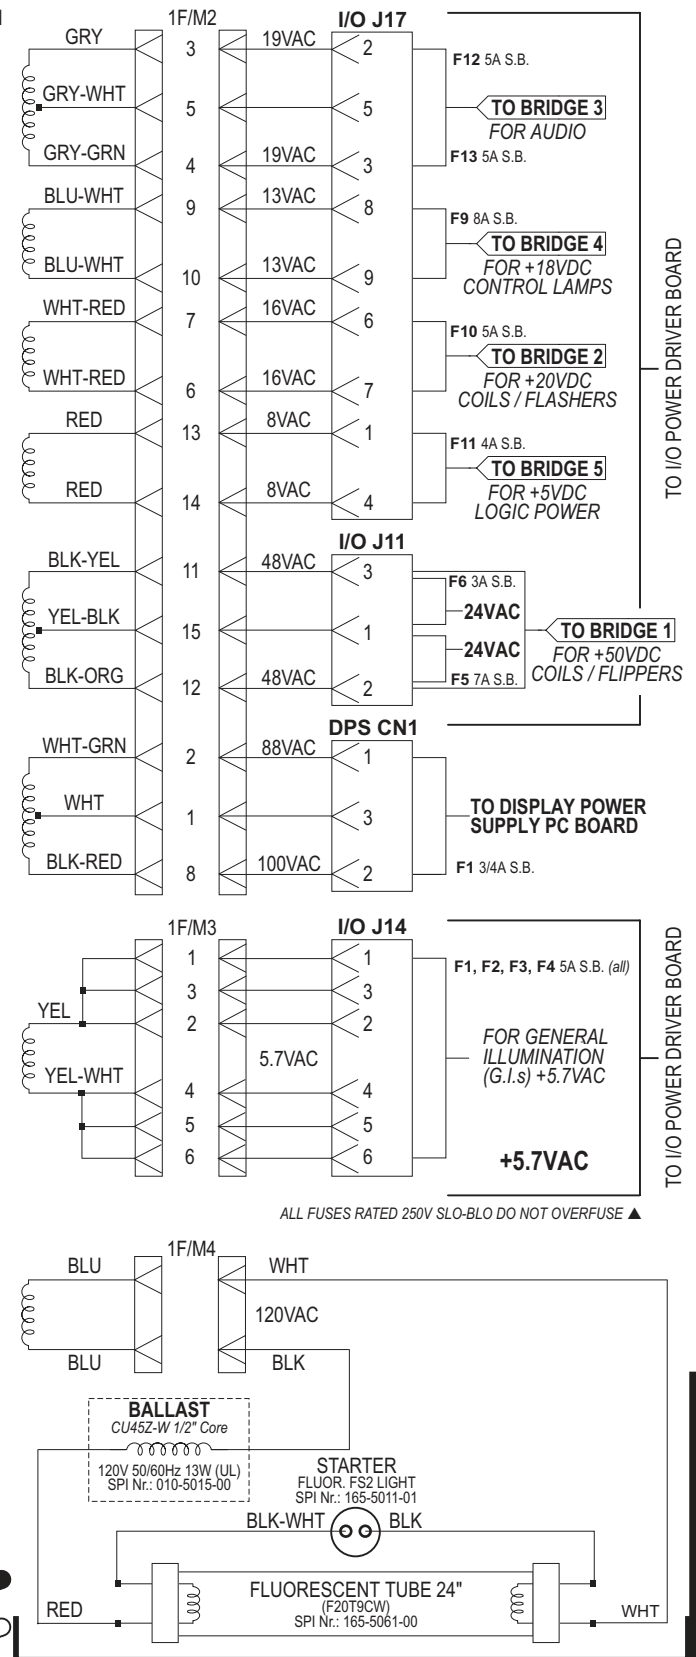 1F/M2
I/O J17
GRY 3 19VAC 2
F12 5A S.B.
GRY-WHT 5 5
TO BRIDGE 3
FOR AUDIO
GRY-GRN 4 19VAC 3
F13 5A S.B.
BLU-WHT 9 13VAC 8
F9 8A S.B.
TO BRIDGE 4
FOR +18VDC
CONTROL LAMPS
BLU-WHT 10 13VAC 9
WHT-RED 7 16VAC 6
F10 5A S.B.
TO BRIDGE 2
FOR +20VDC
COILS / FLASHERS
WHT-RED 6 16VAC 7
RED 13 8VAC 1
F11 4A S.B.
TO BRIDGE 5
FOR +5VDC
LOGIC POWER
RED 14 8VAC 4
TO I/O POWER DRIVER BOARD
I/O J11
BLK-YEL 11 48VAC 3
F6 3A S.B.
24VAC
YEL-BLK 15 1
TO BRIDGE 1
24VAC
FOR +50VDC
COILS / FLIPPERS
BLK-ORG 12 48VAC 2
F5 7A S.B.
DPS CN1
WHT-GRN 2 88VAC 1
WHT 1 3
TO DISPLAY POWER
SUPPLY PC BOARD
BLK-RED 8 100VAC 2
F1 3/4A S.B.
1F/M3
I/O J14
1 1
F1, F2, F3, F4 5A S.B. (all)
3 3
YEL 2 2
5.7VAC
FOR GENERAL
ILLUMINATION
(G.I.s) +5.7VAC
YEL-WHT 4 4
5 5
6 6
+5.7VAC
TO I/O POWER DRIVER BOARD
ALL FUSES RATED 250V SLO-BLO DO NOT OVERFUSE ▲
1F/M4
BLU WHT
120VAC
BLU BLK
BALLAST
CU45Z-W 1/2" Core
120V 50/60Hz 13W (UL)
SPI Nr.: 010-5015-00
STARTER
FLUOR. FS2 LIGHT
SPI Nr.: 165-5011-01
BLK-WHT BLK
FLUORESCENT TUBE 24"
(F20T9CW)
SPI Nr.: 165-5061-00
RED WHT